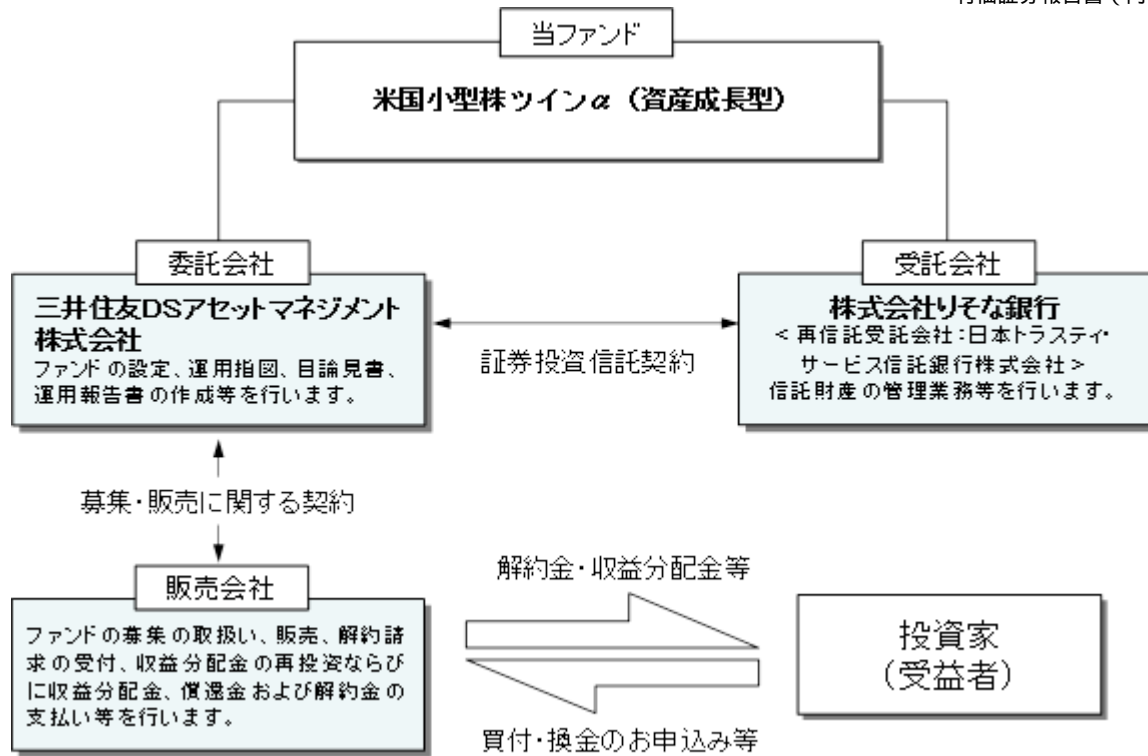 当ファンド
米国小型株ツインα（資産成長型）
委託会社
三井住友DSアセットマネジメント
株式会社
ファンドの設定、運用指図、目論見書、
運用報告書の作成等を行います。
証券投資信託契約
受託会社
株式会社りそな銀行
＜再信託受託会社：日本トラスティ・
サービス信託銀行株式会社＞
信託財産の管理業務等を行います。
募集・販売に関する契約
販売会社
ファンドの募集の取扱い、販売、解約請
求の受付、収益分配金の再投資ならび
に収益分配金、償還金および解約金の
支払い等を行います。
解約金・収益分配金等
買付・換金のお申込み等
投資家
（受益者）